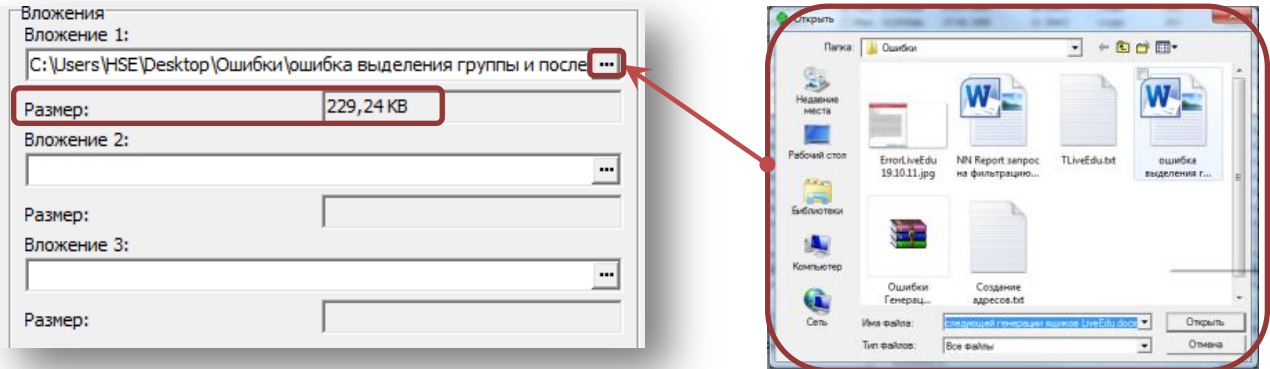 Вложения
Вложение 1:
C:\Users\HSE\Desktop\Ошибки\ошибка выделения группы и после
Размер:
229,24 KB
Вложение 2:
Размер:
Вложение 3:
Размер:
Открыть
Папка:
Ошибки
Недавние места
Рабочий стол
Библиотеки
Компьютер
Сеть
ErrorLiveEdu
19.10.11.jpg
NN Report запрос
на фильтрацию...
TLiveEdu.txt
ошибка
выделения г...
Ошибки
Генерац...
Создание
адресов.txt
Имя файла:
следующей генерации ящиков LiveEdu.docx
Открыть
Тип файлов:
Все файлы
Отмена